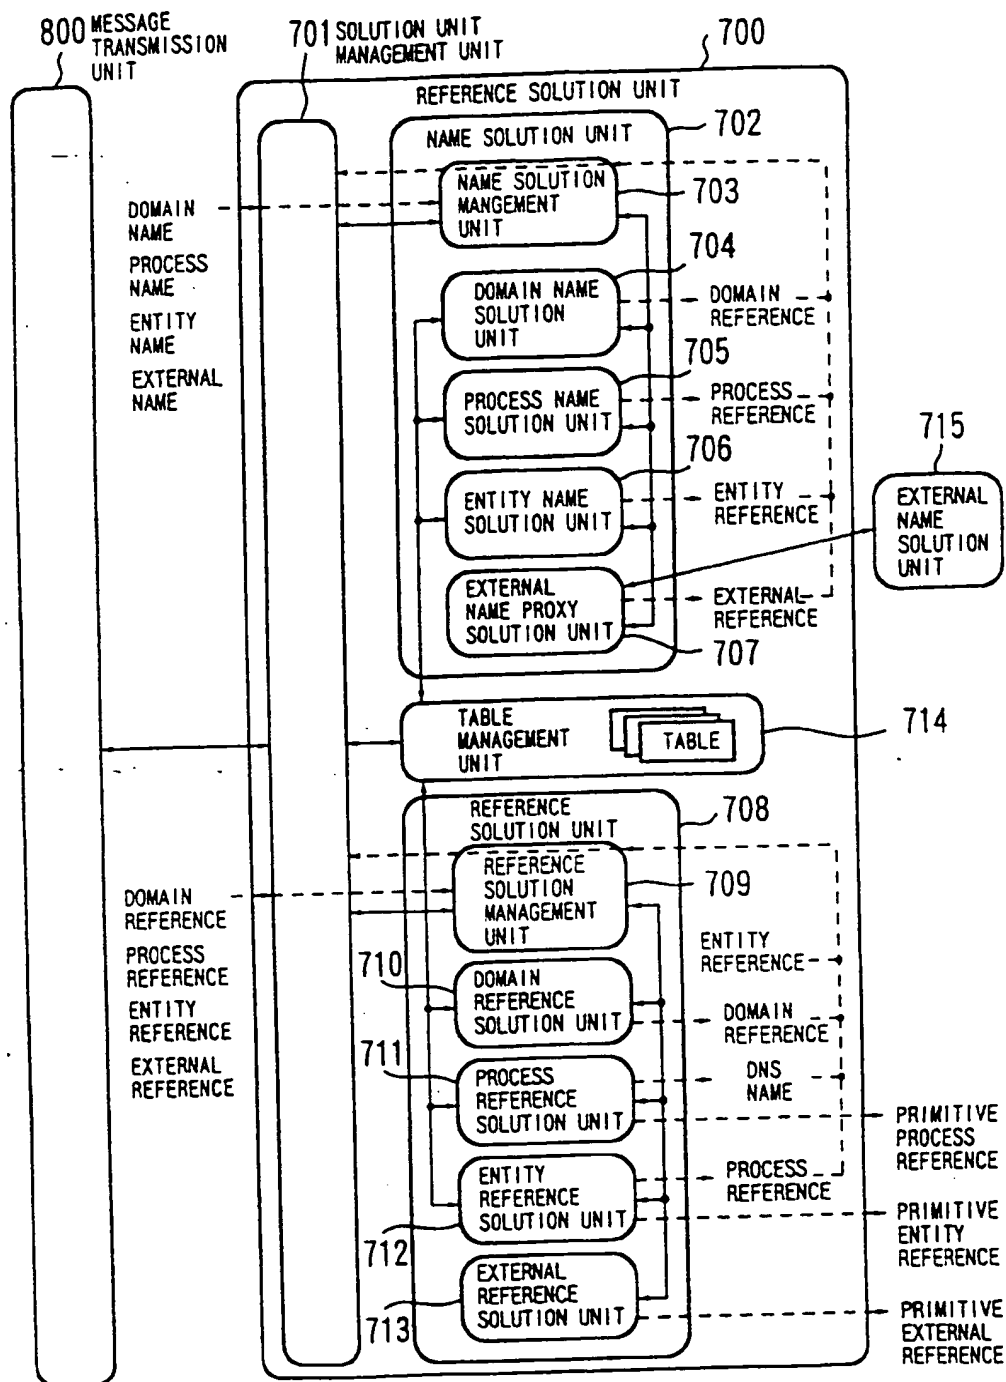 800 MESSAGE
TRANSMISSION
UNIT
701 SOLUTION UNIT
MANAGEMENT UNIT
700
REFERENCE SOLUTION UNIT
NAME SOLUTION UNIT
702
NAME SOLUTION
MANGEMENT
UNIT
703
DOMAIN
NAME
PROCESS
NAME
ENTITY
NAME
EXTERNAL
NAME
704
DOMAIN NAME
SOLUTION
UNIT
DOMAIN
REFERENCE
705
PROCESS NAME
SOLUTION UNIT
PROCESS
REFERENCE
706
ENTITY NAME
SOLUTION UNIT
ENTITY
REFERENCE
715
EXTERNAL
NAME
SOLUTION
UNIT
EXTERNAL
NAME PROXY
SOLUTION UNIT
EXTERNAL
REFERENCE
707
TABLE
MANAGEMENT
UNIT
TABLE
714
REFERENCE
SOLUTION UNIT
708
REFERENCE
SOLUTION
MANAGEMENT
UNIT
709
DOMAIN
REFERENCE
PROCESS
REFERENCE
ENTITY
REFERENCE
EXTERNAL
REFERENCE
ENTITY
REFERENCE
710
DOMAIN
REFERENCE
SOLUTION UNIT
DOMAIN
REFERENCE
711
PROCESS
REFERENCE
SOLUTION UNIT
DNS
NAME
PRIMITIVE
PROCESS
REFERENCE
ENTITY
REFERENCE
SOLUTION UNIT
PROCESS
REFERENCE
712
PRIMITIVE
ENTITY
REFERENCE
EXTERNAL
REFERENCE
SOLUTION UNIT
713
PRIMITIVE
EXTERNAL
REFERENCE